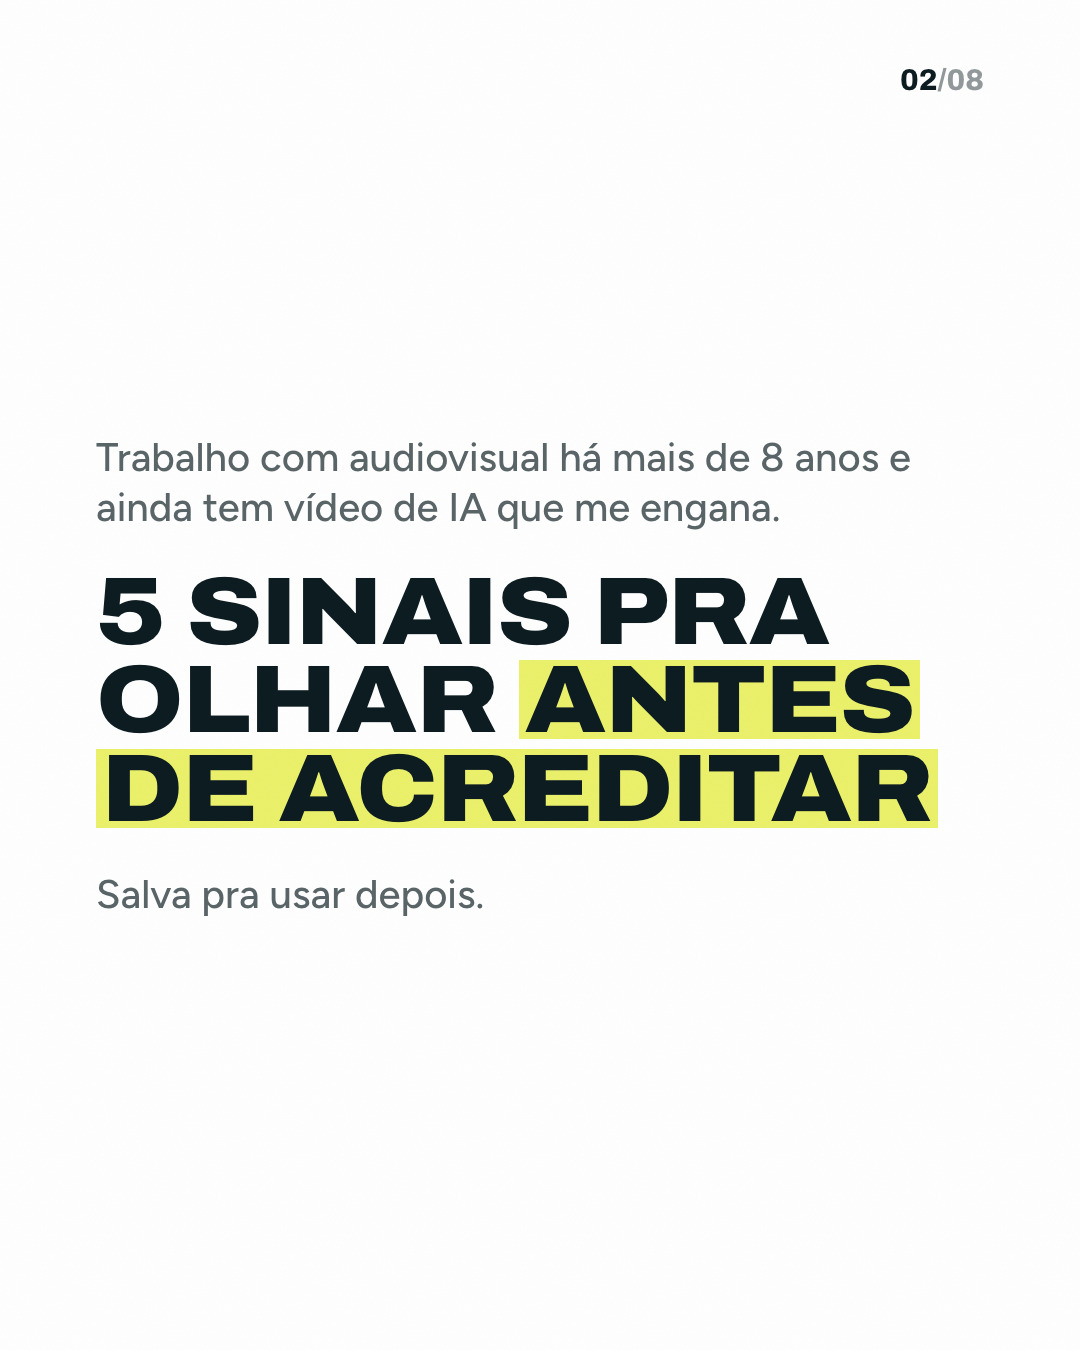 02/08
Trabalho com audiovisual há mais de 8 anos e
ainda tem vídeo de IA que me engana.
5 SINAIS PRA
OLHAR ANTES
DE ACREDITAR
Salva pra usar depois.